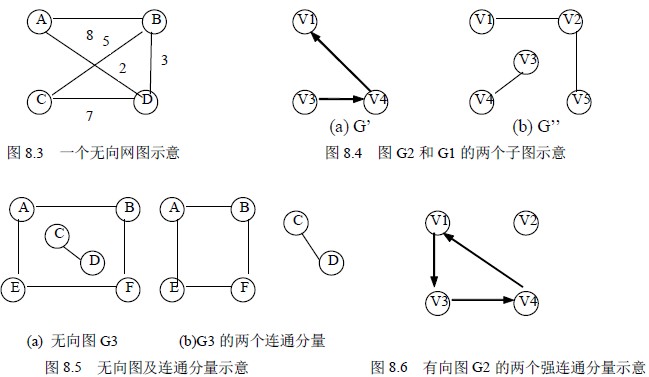 A B
8 5
3
2
C D
7
图 8.3 一个无向网图示意
V1
V3 V4
(a) G’
V1 V2
V3
V4 V5
(b) G’’
图 8.4 图 G2 和 G1 的两个子图示意
A B
C
D
E F
(a) 无向图 G3
A B
C
D
E F
(b)G3 的两个连通分量
图 8.5 无向图及连通分量示意
V1 V2
V3 V4
图 8.6 有向图 G2 的两个强连通分量示意